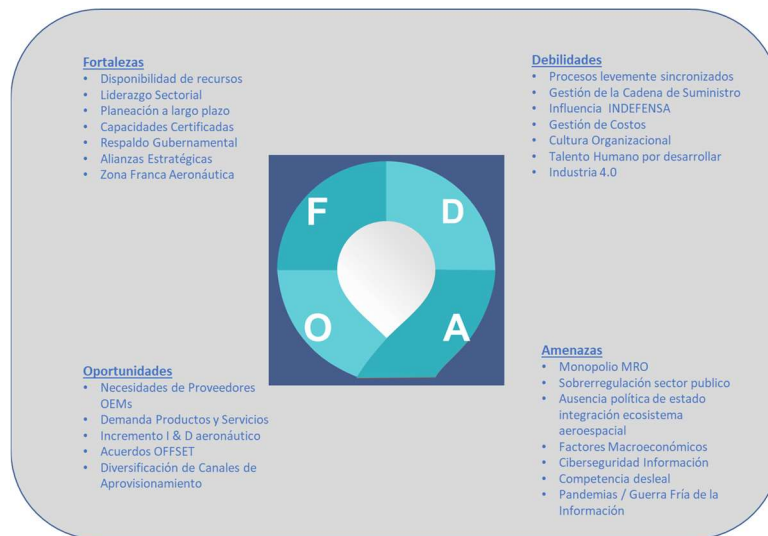 Fortalezas
• Disponibilidad de recursos
• Liderazgo Sectorial
• Planeación a largo plazo
• Capacidades Certificadas
• Respaldo Gubernamental
• Alianzas Estratégicas
• Zona Franca Aeronáutica
Debilidades
• Procesos levemente sincronizados
• Gestión de la Cadena de Suministro
• Influencia INDEFENSA
• Gestión de Costos
• Cultura Organizacional
• Talento Humano por desarrollar
• Industria 4.0
F
D
O
A
Oportunidades
• Necesidades de Proveedores
OEMs
• Demanda Productos y Servicios
• Incremento I & D aeronáutico
• Acuerdos OFFSET
• Diversificación de Canales de
Aprovisionamiento
Amenazas
• Monopolio MRO
• Sobrerregulación sector publico
• Ausencia política de estado
integración ecosistema
aeroespacial
• Factores Macroeconómicos
• Ciberseguridad Información
• Competencia desleal
• Pandemias / Guerra Fría de la
Información